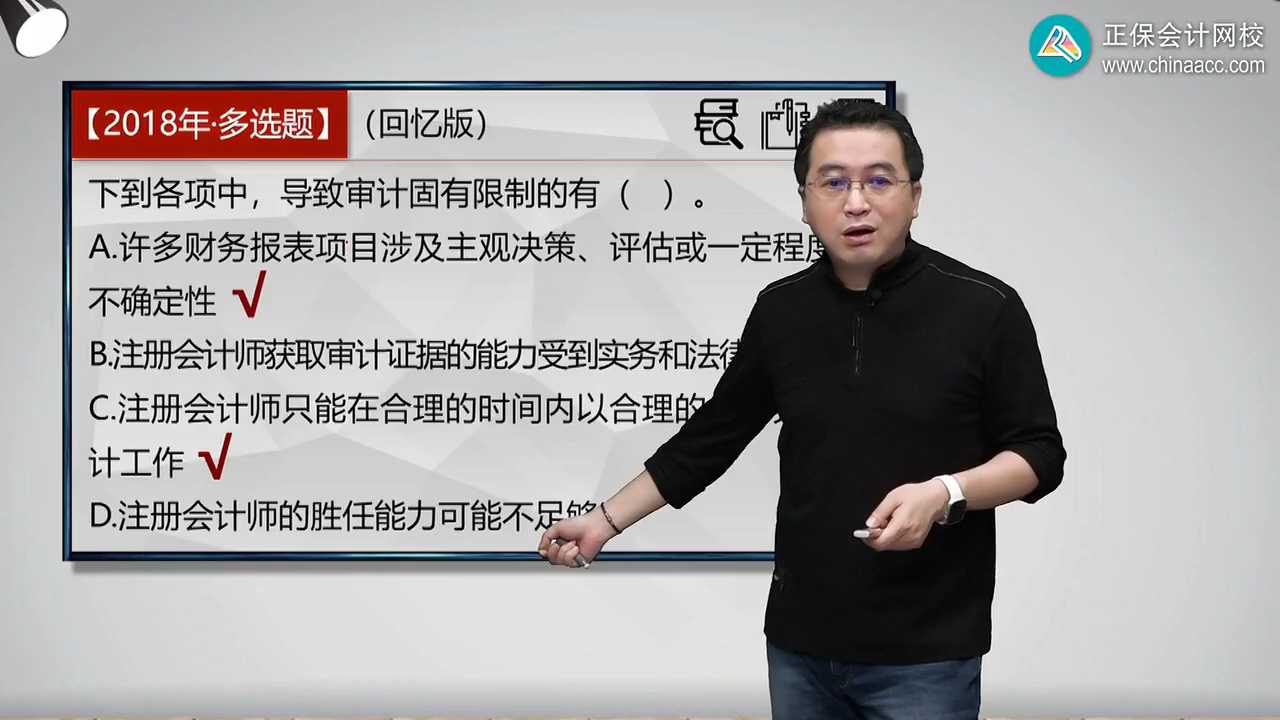 正保会计网校
www.chinaacc.com
【2018年·多选题】（回忆版）
下到各项中，导致审计固有限制的有（　）。
A.许多财务报表项目涉及主观决策、评估或一定程度
不确定性 √
B.注册会计师获取审计证据的能力受到实务和法律
C.注册会计师只能在合理的时间内以合理的
计工作 √
D.注册会计师的胜任能力可能不足够